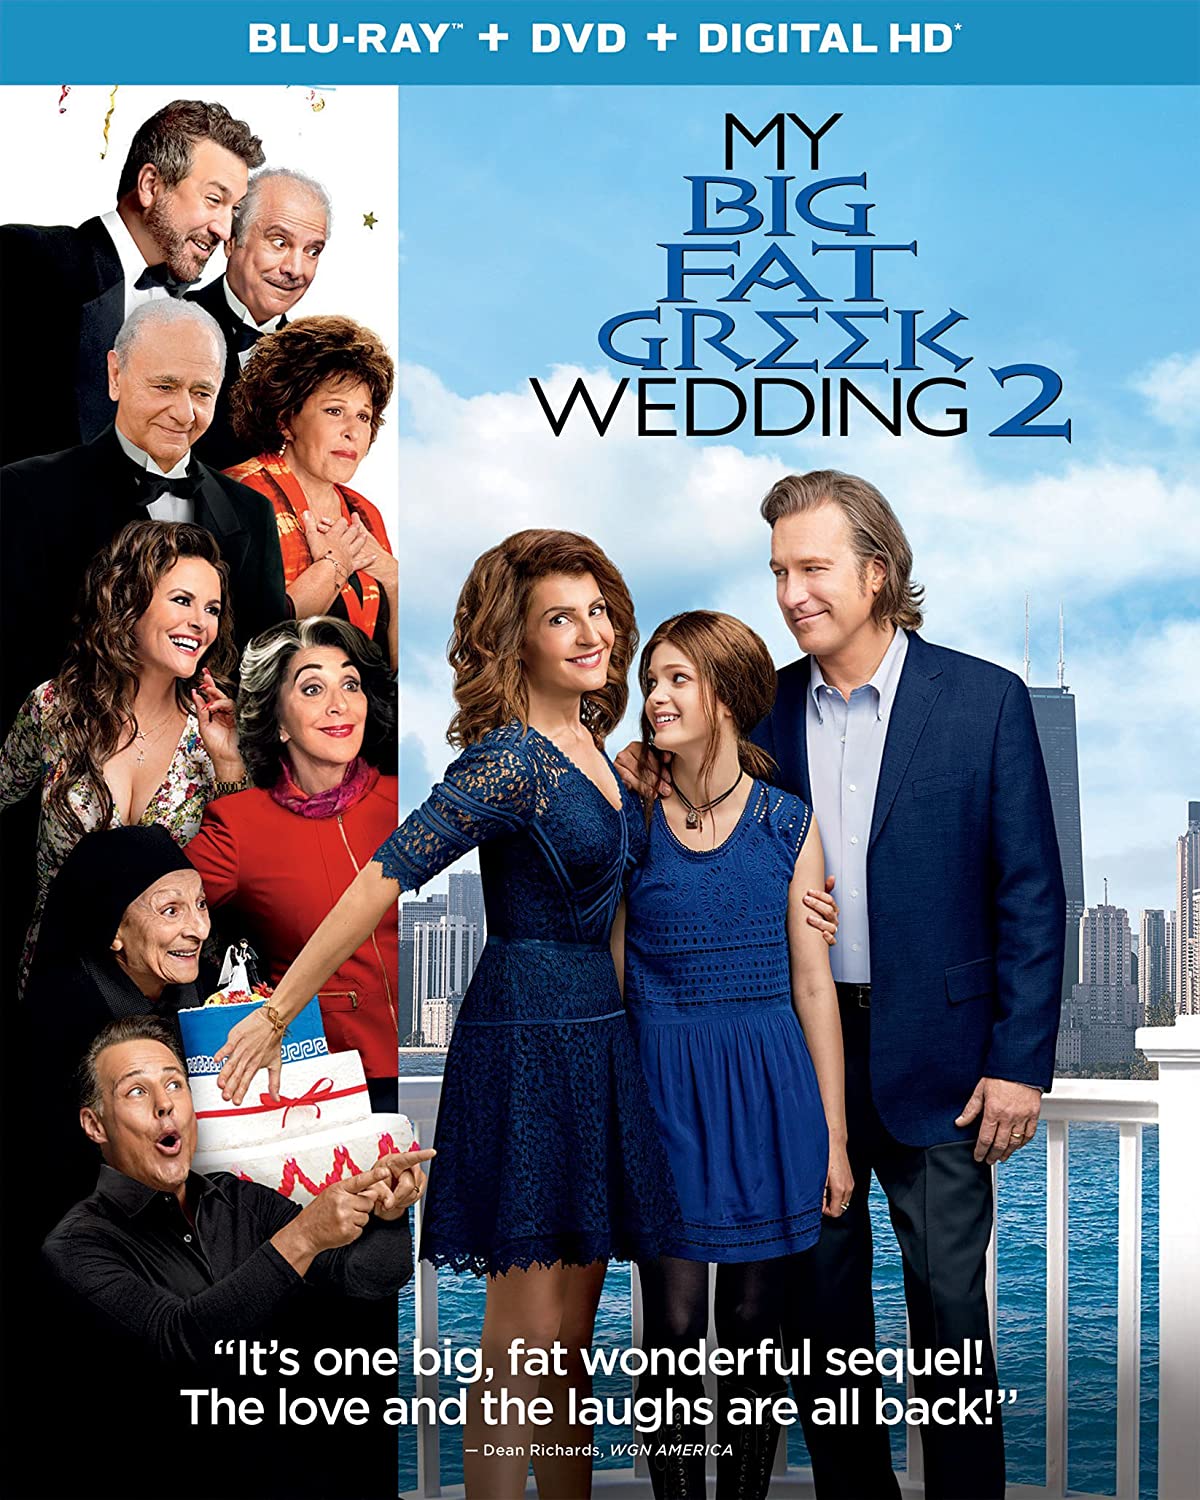 BLU-RAY™ + DVD + DIGITAL HD*
MY
BIG
FAT
GRΣΣK
WEDDING 2
“It’s one big, fat wonderful sequel!
The love and the laughs are all back!”
— Dean Richards, WGN AMERICA